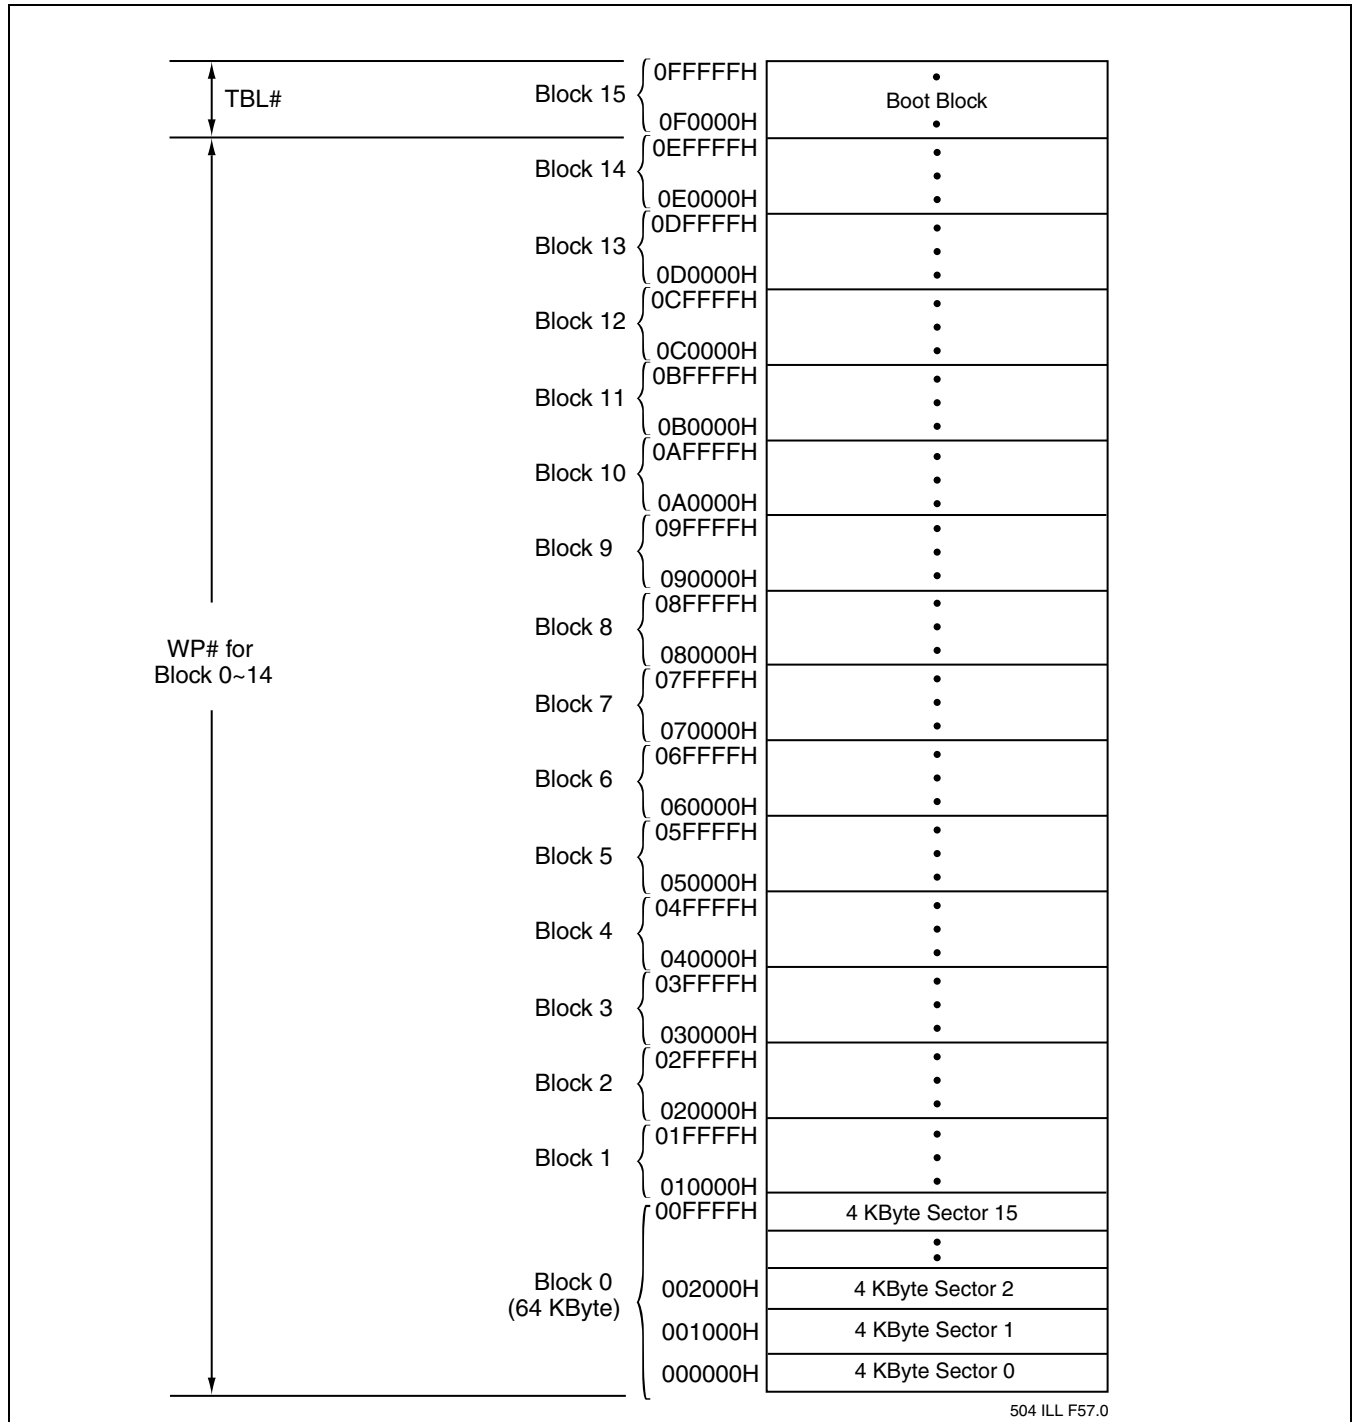 TBL#
Block 15
0FFFFFH
Boot Block
0F0000H
Block 14
0EFFFFH
0E0000H
Block 13
0DFFFFH
0D0000H
Block 12
0CFFFFH
0C0000H
Block 11
0BFFFFH
0B0000H
Block 10
0AFFFFH
0A0000H
Block 9
09FFFFH
090000H
Block 8
08FFFFH
080000H
WP# for
Block 0~14
Block 7
07FFFFH
070000H
Block 6
06FFFFH
060000H
Block 5
05FFFFH
050000H
Block 4
04FFFFH
040000H
Block 3
03FFFFH
030000H
Block 2
02FFFFH
020000H
Block 1
01FFFFH
010000H
Block 0
(64 KByte)
00FFFFH
4 KByte Sector 15
002000H
4 KByte Sector 2
001000H
4 KByte Sector 1
000000H
4 KByte Sector 0
504 ILL F57.0